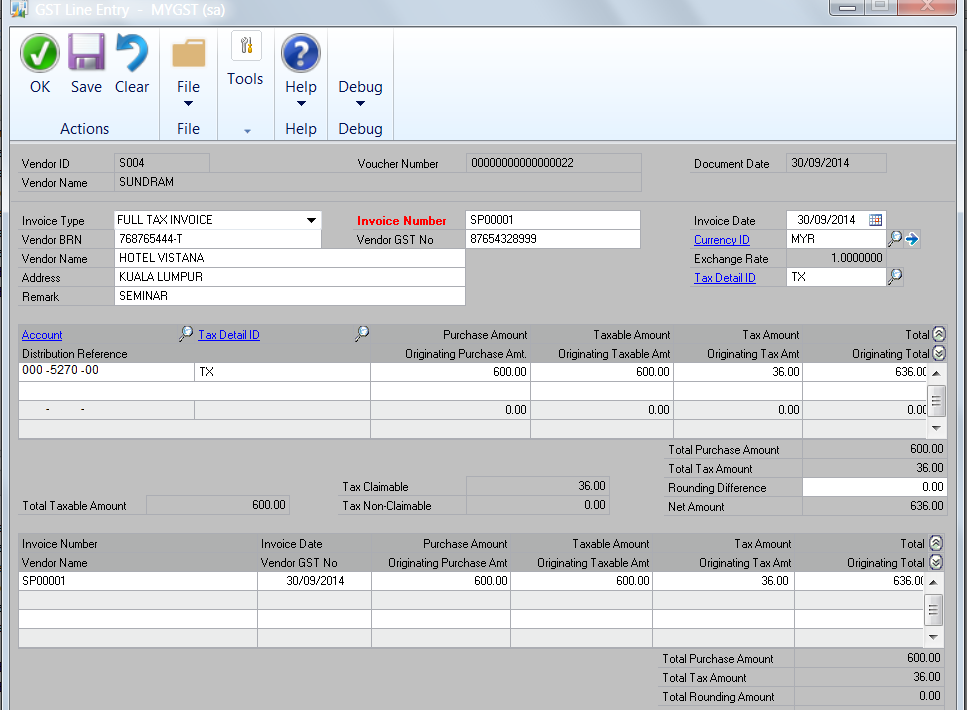 GST Line Entry - MYGST (sa)
OK Save Clear File Tools Help Debug
Actions File Help Debug
Vendor ID S004 Voucher Number 00000000000000022 Document Date 30/09/2014
Vendor Name SUNDRAM
Invoice Type FULL TAX INVOICE Invoice Number SP00001 Invoice Date 30/09/2014
Vendor BRN 768765444-T Vendor GST No 87654328999 Currency ID MYR
Vendor Name HOTEL VISTANA Exchange Rate 1.0000000
Address KUALA LUMPUR Tax Detail ID TX
Remark SEMINAR
Account Tax Detail ID Purchase Amount Taxable Amount Tax Amount Total
Distribution Reference Originating Purchase Amt. Originating Taxable Amt Originating Tax Amt Originating Total
000 -5270 -00 TX 600.00 600.00 36.00 636.00
- - 0.00 0.00 0.00 0.00
Total Purchase Amount 600.00
Total Tax Amount 36.00
Tax Claimable 36.00 Rounding Difference 0.00
Total Taxable Amount 600.00 Tax Non-Claimable 0.00 Net Amount 636.00
Invoice Number Invoice Date Purchase Amount Taxable Amount Tax Amount Total
Vendor Name Vendor GST No Originating Purchase Amt Originating Taxable Amt Originating Tax Amt Originating Total
SP00001 30/09/2014 600.00 600.00 36.00 636.00
Total Purchase Amount 600.00
Total Tax Amount 36.00
Total Rounding Amount 0.00